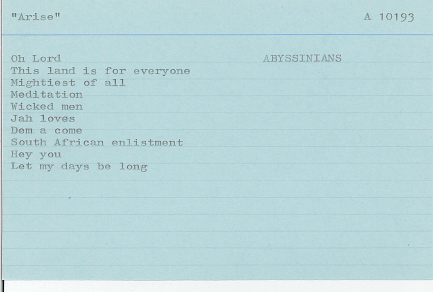 "Arise" A 10193
Oh Lord ABYSSINIANS
This land is for everyone
Mightiest of all
Meditation
Wicked men
Jah loves
Dem a come
South African enlistment
Hey you
Let my days be long